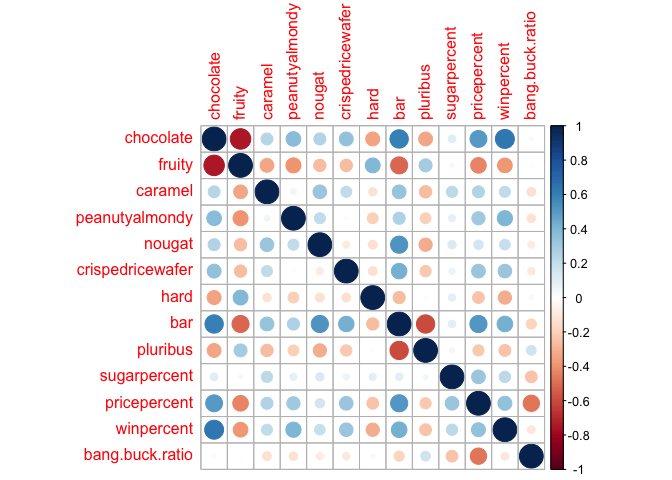 chocolate
fruity
caramel
peanutyalmondy
nougat
crispedricewafer
hard
bar
pluribus
sugarpercent
pricepercent
winpercent
bang.buck.ratio
chocolate
fruity
caramel
peanutyalmondy
nougat
crispedricewafer
hard
bar
pluribus
sugarpercent
pricepercent
winpercent
bang.buck.ratio
1
0.8
0.6
0.4
0.2
0
-0.2
-0.4
-0.6
-0.8
-1